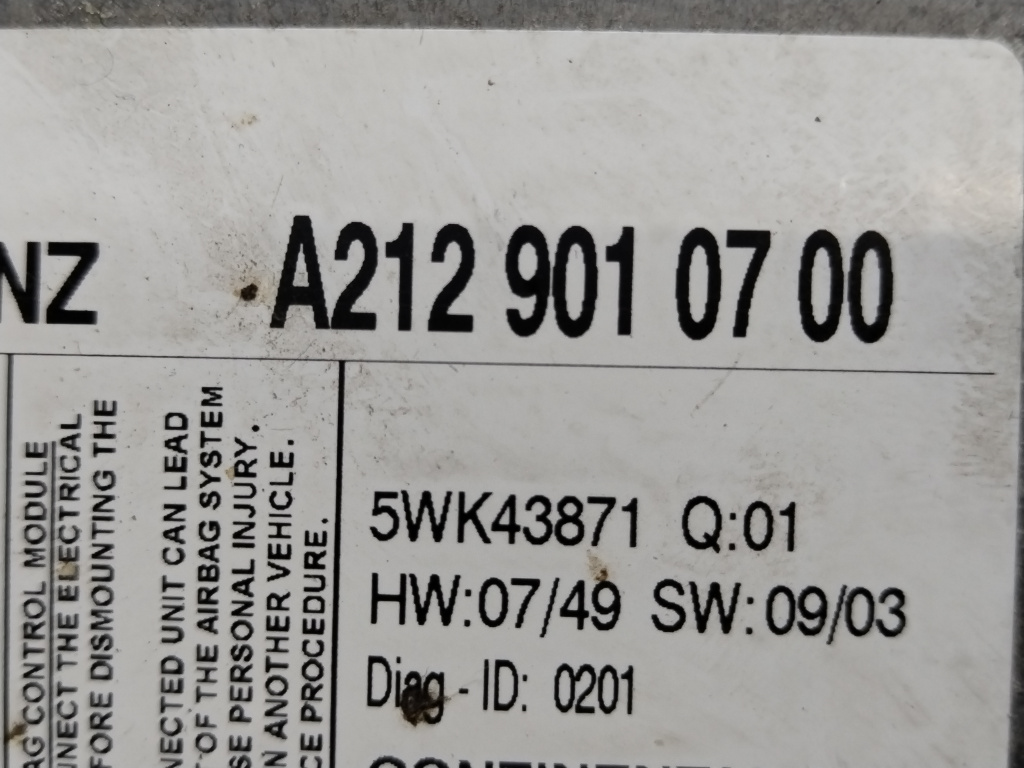 NZ A212 901 07 00
AG CONTROL MODULE
NNECT THE ELECTRICAL
FORE DISMOUNTING THE
NECTED UNIT CAN LEAD
OF THE AIRBAG SYSTEM
SE PERSONAL INJURY.
N ANOTHER VEHICLE.
CE PROCEDURE.
5WK43871 Q:01
HW:07/49 SW:09/03
Diag - ID: 0201